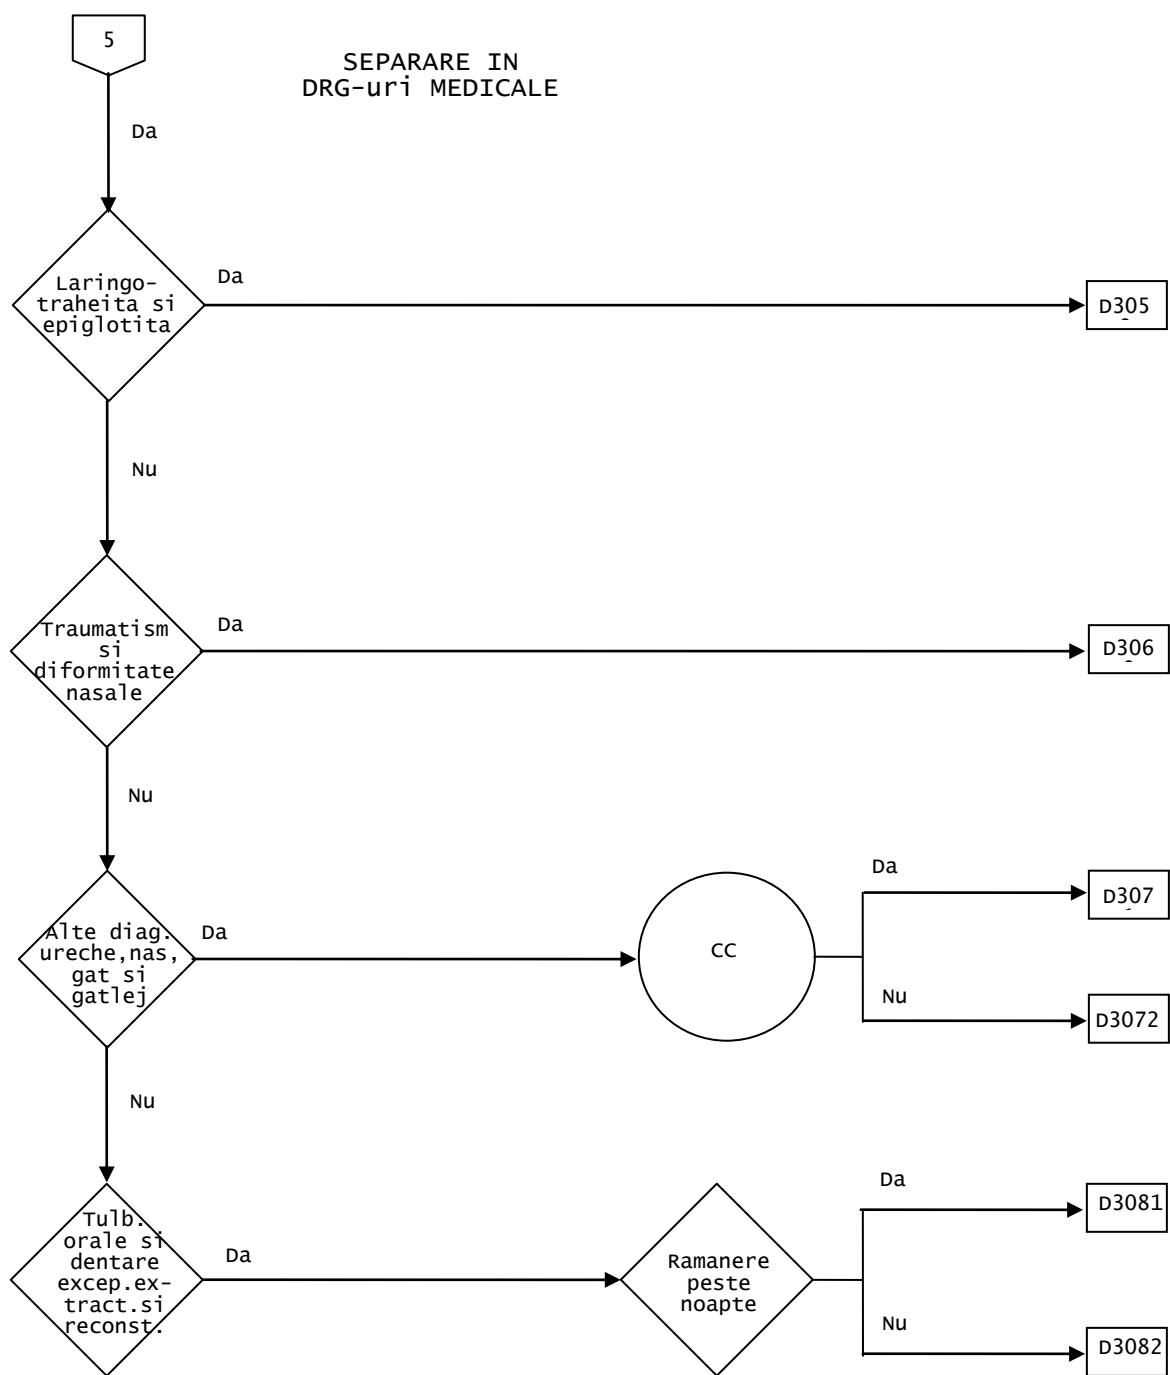 5
SEPARARE IN
DRG-uri MEDICALE
Da
Laringo-
traheita si
epiglotita
Da
D305
Nu
Traumatism
si
diformitate
nasale
Da
D306
Nu
Alte diag.
ureche,nas,
gat si
gatlej
Da
CC
Da
D307
Nu
D3072
Nu
Tulb.
orale si
dentare
excep.ex-
tract.si
reconst.
Da
Ramanere
peste
noapte
Da
D3081
Nu
D3082